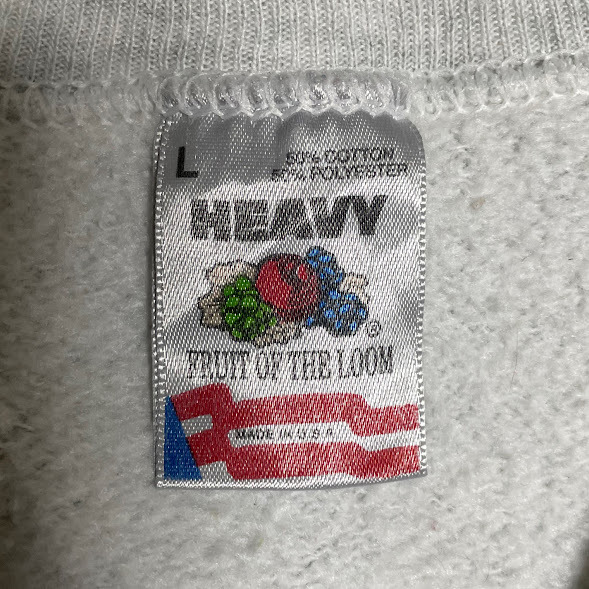 L
50% COTTON
50% POLYESTER
HEAVY
®
FRUIT OF THE LOOM
MADE IN U.S.A.